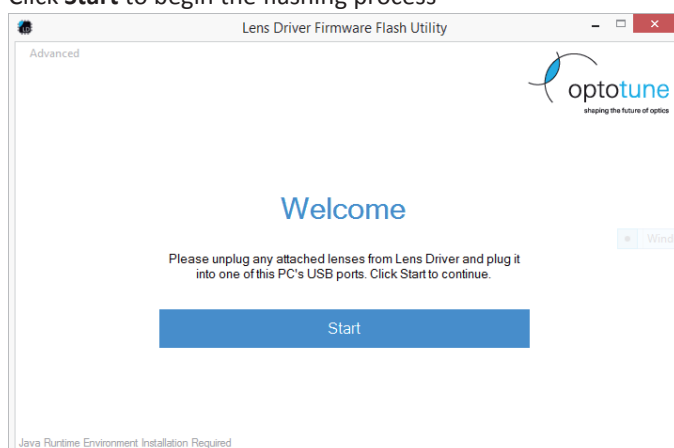 Click Start to begin the flashing process
Lens Driver Firmware Flash Utility
Advanced
optotune
shaping the future of optics
Welcome
Wind
Please unplug any attached lenses from Lens Driver and plug it
into one of this PC's USB ports. Click Start to continue.
Start
Java Runtime Environment Installation Required